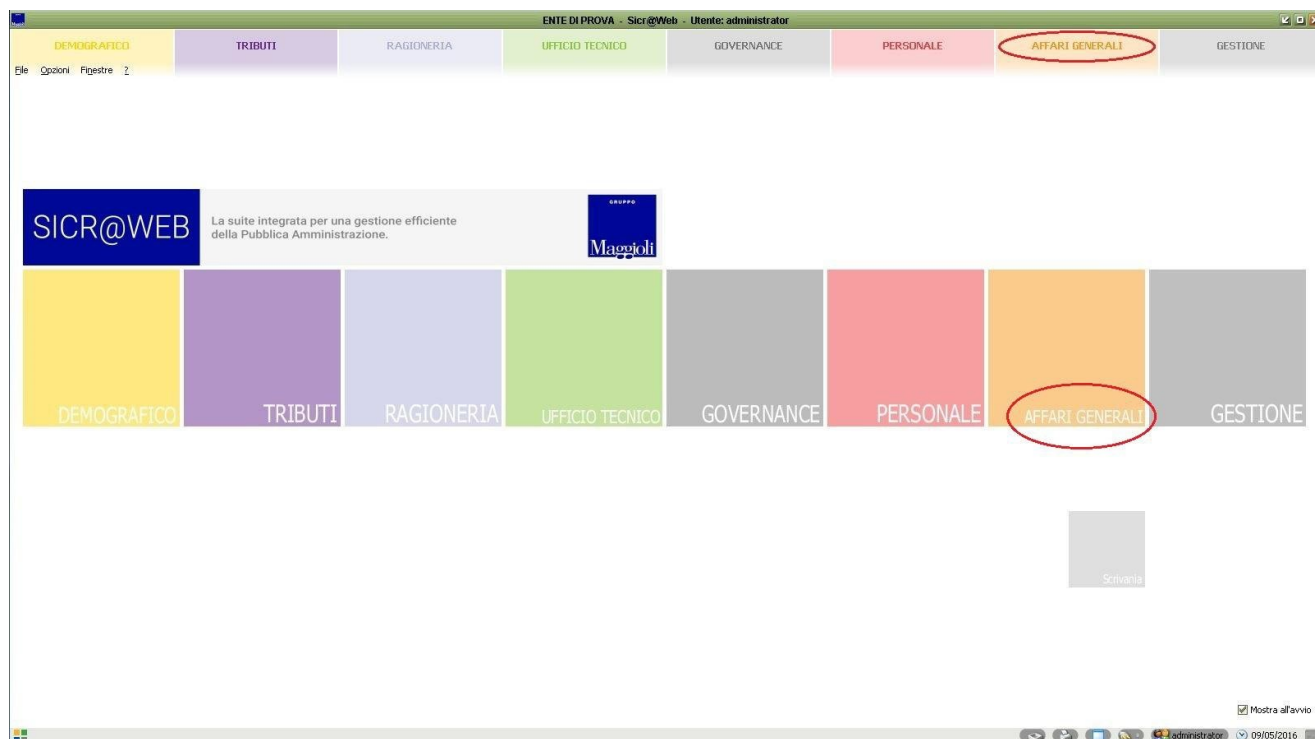 ENTE DI PROVA - Sicr@Web - Utente: administrator
DEMOGRAFICO TRIBUTI RAGIONERIA UFFICIO TECNICO GOVERNANCE PERSONALE AFFARI GENERALI GESTIONE
File Opzioni Finestre ?
SICR@WEB
La suite integrata per una gestione efficiente
della Pubblica Amministrazione.
GRUPPO
Maggioli
DEMOGRAFICO TRIBUTI RAGIONERIA UFFICIO TECNICO GOVERNANCE PERSONALE AFFARI GENERALI GESTIONE
Scrivania
Mostra all'avvio
administrator 09/05/2016